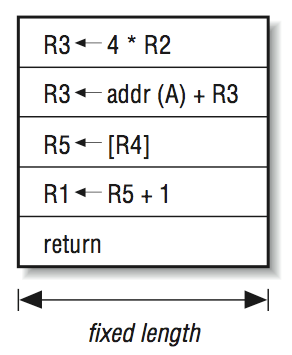 R3 ← 4 * R2
R3 ← addr (A) + R3
R5 ← [R4]
R1 ← R5 + 1
return
fixed length